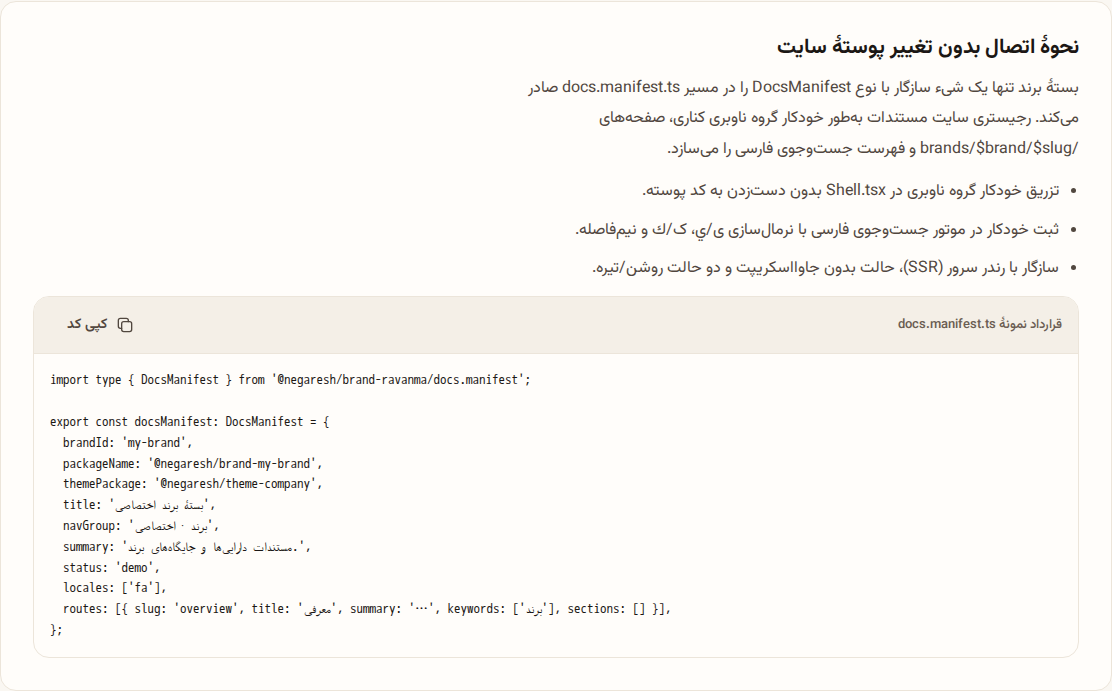 نحوهٔ اتصال بدون تغییر پوستهٔ سایت
بستهٔ برند تنها یک شیء سازگار با نوع DocsManifest را در مسیر docs.manifest.ts صادر
می‌کند. رجیستری سایت مستندات به‌طور خودکار گروه ناوبری کناری، صفحه‌های
/brands/$brand/$slug و فهرست جست‌وجوی فارسی را می‌سازد.
• تزریق خودکار گروه ناوبری در Shell.tsx بدون دست‌زدن به کد پوسته.
• ثبت خودکار در موتور جست‌وجوی فارسی با نرمال‌سازی ی/ي، ک/ك و نیم‌فاصله.
• سازگار با رندر سرور (SSR)، حالت بدون جاوااسکریپت و دو حالت روشن/تیره.
قرارداد نمونهٔ docs.manifest.ts
کپی کد
import type { DocsManifest } from '@negaresh/brand-ravanma/docs.manifest';
export const docsManifest: DocsManifest = {
  brandId: 'my-brand',
  packageName: '@negaresh/brand-my-brand',
  themePackage: '@negaresh/theme-company',
  title: 'بستهٔ برند اختصاصی',
  navGroup: 'برند · اختصاصی',
  summary: 'مستندات دارایی‌ها و جایگاه‌های برند.',
  status: 'demo',
  locales: ['fa'],
  routes: [{ slug: 'overview', title: 'معرفی', summary: '…', keywords: ['برند'], sections: [] }],
};